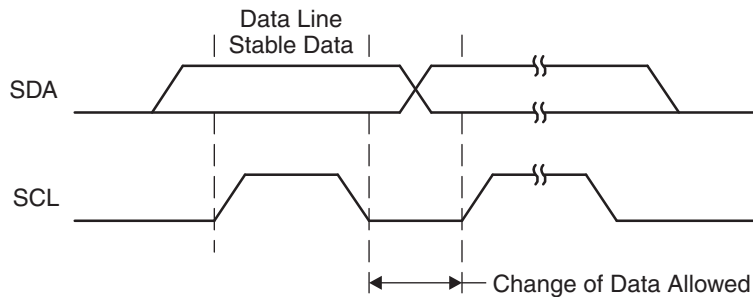 Data Line
Stable Data
SDA
SCL
Change of Data Allowed